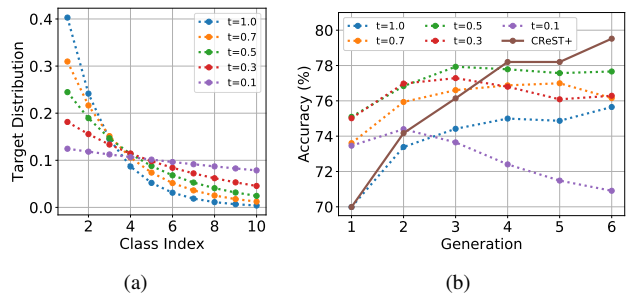 0.4
0.3
0.2
0.1
0.0
Target Distribution
2
4
6
8
10
Class Index
t=1.0
t=0.7
t=0.5
t=0.3
t=0.1
(a)
80
78
76
74
72
70
Accuracy (%)
1
2
3
4
5
6
Generation
t=1.0
t=0.7
t=0.5
t=0.3
t=0.1
CReST+
(b)